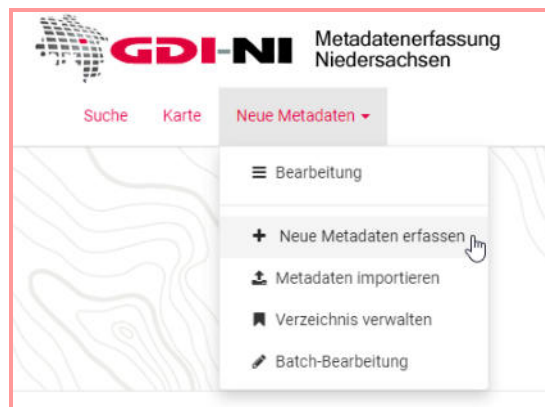 GDI-NI Metadatenerfassung
Niedersachsen
Suche Karte Neue Metadaten
Bearbeitung
Neue Metadaten erfassen
Metadaten importieren
Verzeichnis verwalten
Batch-Bearbeitung